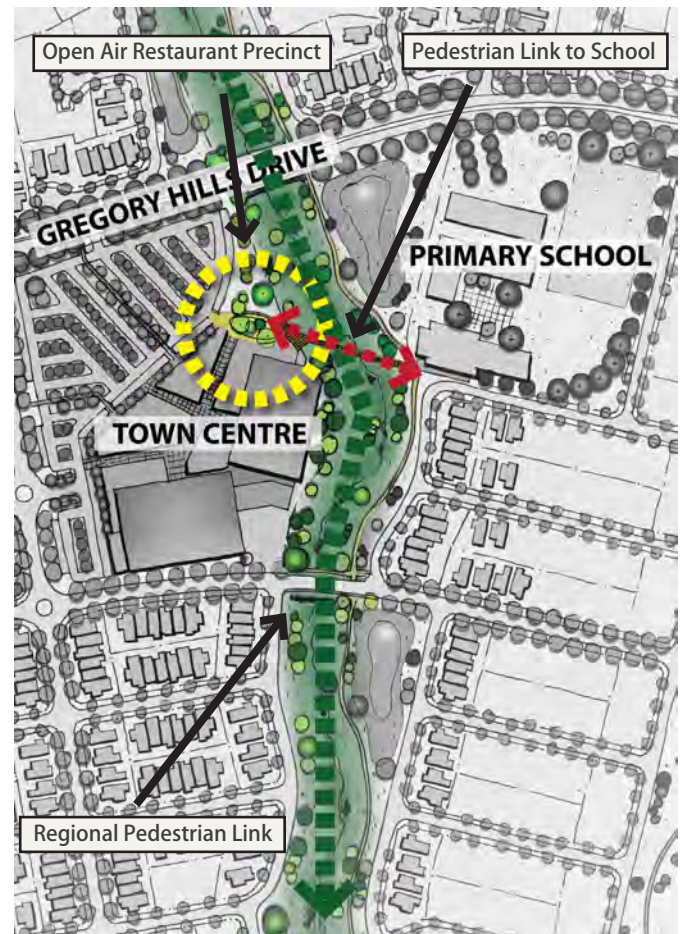 Open Air Restaurant Precinct
Pedestrian Link to School
GREGORY HILLS DRIVE
PRIMARY SCHOOL
TOWN CENTRE
Regional Pedestrian Link